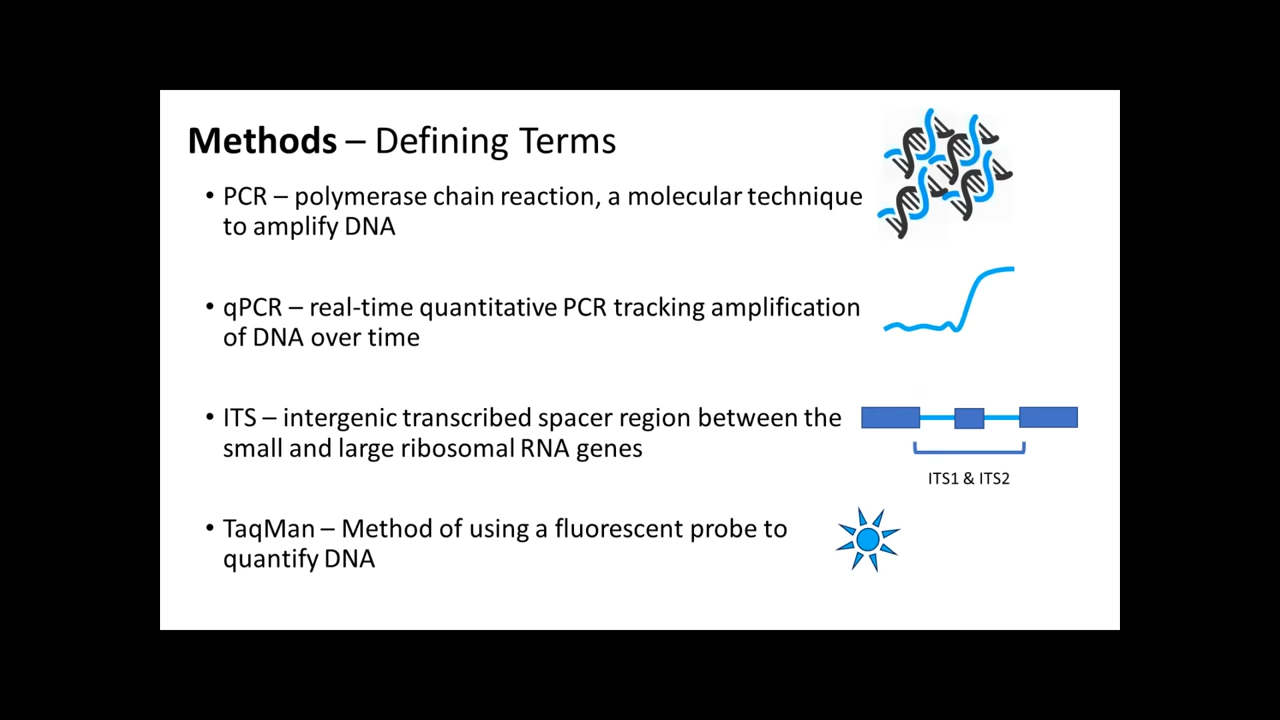 Methods – Defining Terms
• PCR – polymerase chain reaction, a molecular technique
to amplify DNA
• qPCR – real-time quantitative PCR tracking amplification
of DNA over time
• ITS – intergenic transcribed spacer region between the
small and large ribosomal RNA genes
ITS1 & ITS2
• TaqMan – Method of using a fluorescent probe to
quantify DNA